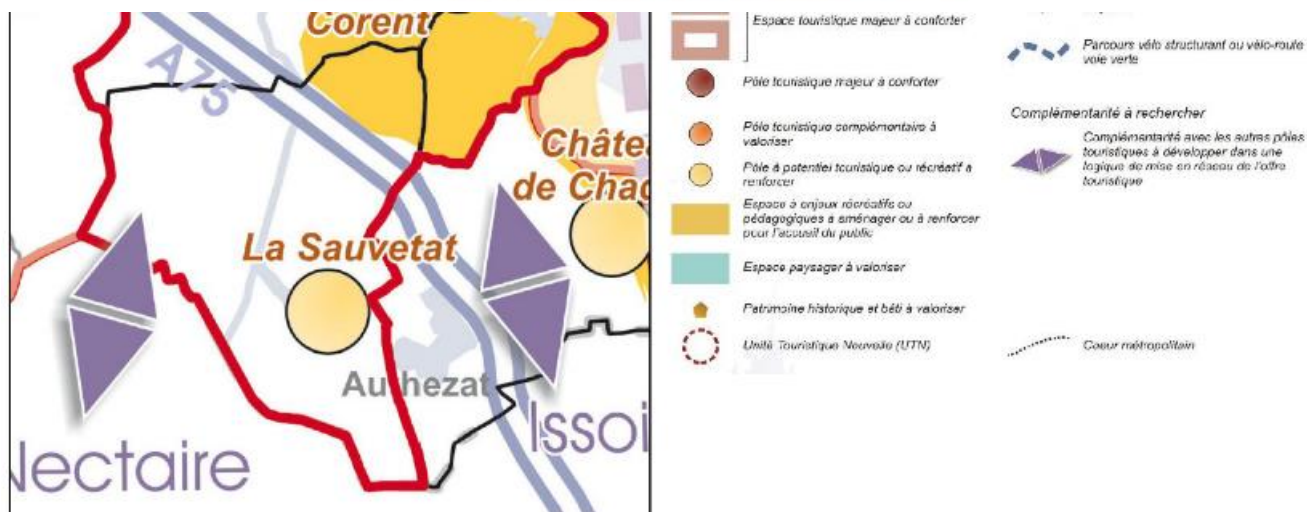 Corent
A75
Châte
de Chac
La Sauvetat
Authezat
Issoi
Nectaire
Espace touristique majeur à conforter
Pôle touristique majeur à conforter
Pôle touristique complémentaire à
valoriser
Pôle à potentiel touristique ou récréatif à
renforcer
Espace à enjeux récréatifs ou
pédagogiques à aménager ou à renforcer
pour l'accueil du public
Espace paysager à valoriser
Patrimoine historique et bâti à valoriser
Unité Touristique Nouvelle (UTN)
Parcours vélo structurant ou vélo-route
voie verte
Complémentarité à rechercher
Complémentarité avec les autres pôles
touristiques à développer dans une
logique de mise en réseau de l'offre
touristique
Coeur métropolitain